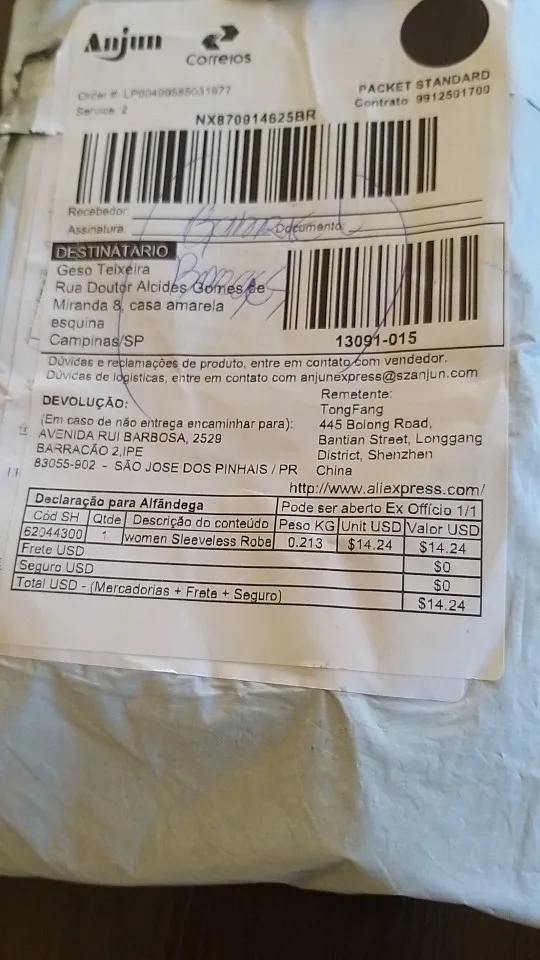 Anjun
Correios
Order #: LP00499585031977
Service: 2
PACKET STANDARD
Contrato 9912501700
NX870914625BR
Recebedor:
Assinatura: Documento:
DESTINATÁRIO
Geso Teixeira
Rua Doutor Alcides Gomes de
Miranda 8, casa amarela
esquina
Campinas/SP
13091-015
Dúvidas e reclamações de produto, entre em contato com vendedor.
Dúvidas de logísticas, entre em contato com anjunexpress@szanjun.com
DEVOLUÇÃO:
(Em caso de não entrega encaminhar para):
AVENIDA RUI BARBOSA, 2529
BARRACÃO 2,IPE
83055-902 - SÃO JOSE DOS PINHAIS / PR
Remetente:
TongFang
445 Bolong Road,
Bantian Street, Longgang
District, Shenzhen
China
http://www.aliexpress.com/
Declaração para Alfândega Pode ser aberto Ex Offício 1/1
Cód SH Qtde Descrição do conteúdo Peso KG Unit USD Valor USD
62044300 1 women Sleeveless Robe 0.213 $14.24 $14.24
Frete USD $0
Seguro USD $0
Total USD - (Mercadorias + Frete + Seguro) $14.24